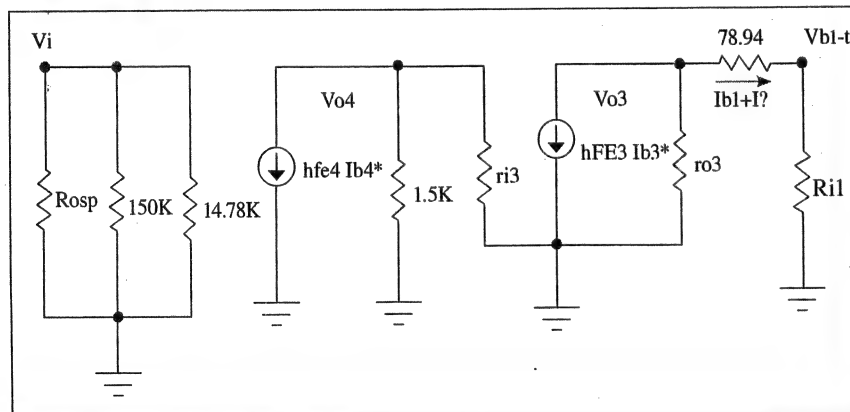 Vi
78.94
Vb1-t
Vo4
Vo3
Ib1+I?
hfe4 Ib4*
hFE3 Ib3*
Rosp
150K
14.78K
1.5K
ri3
ro3
Ri1